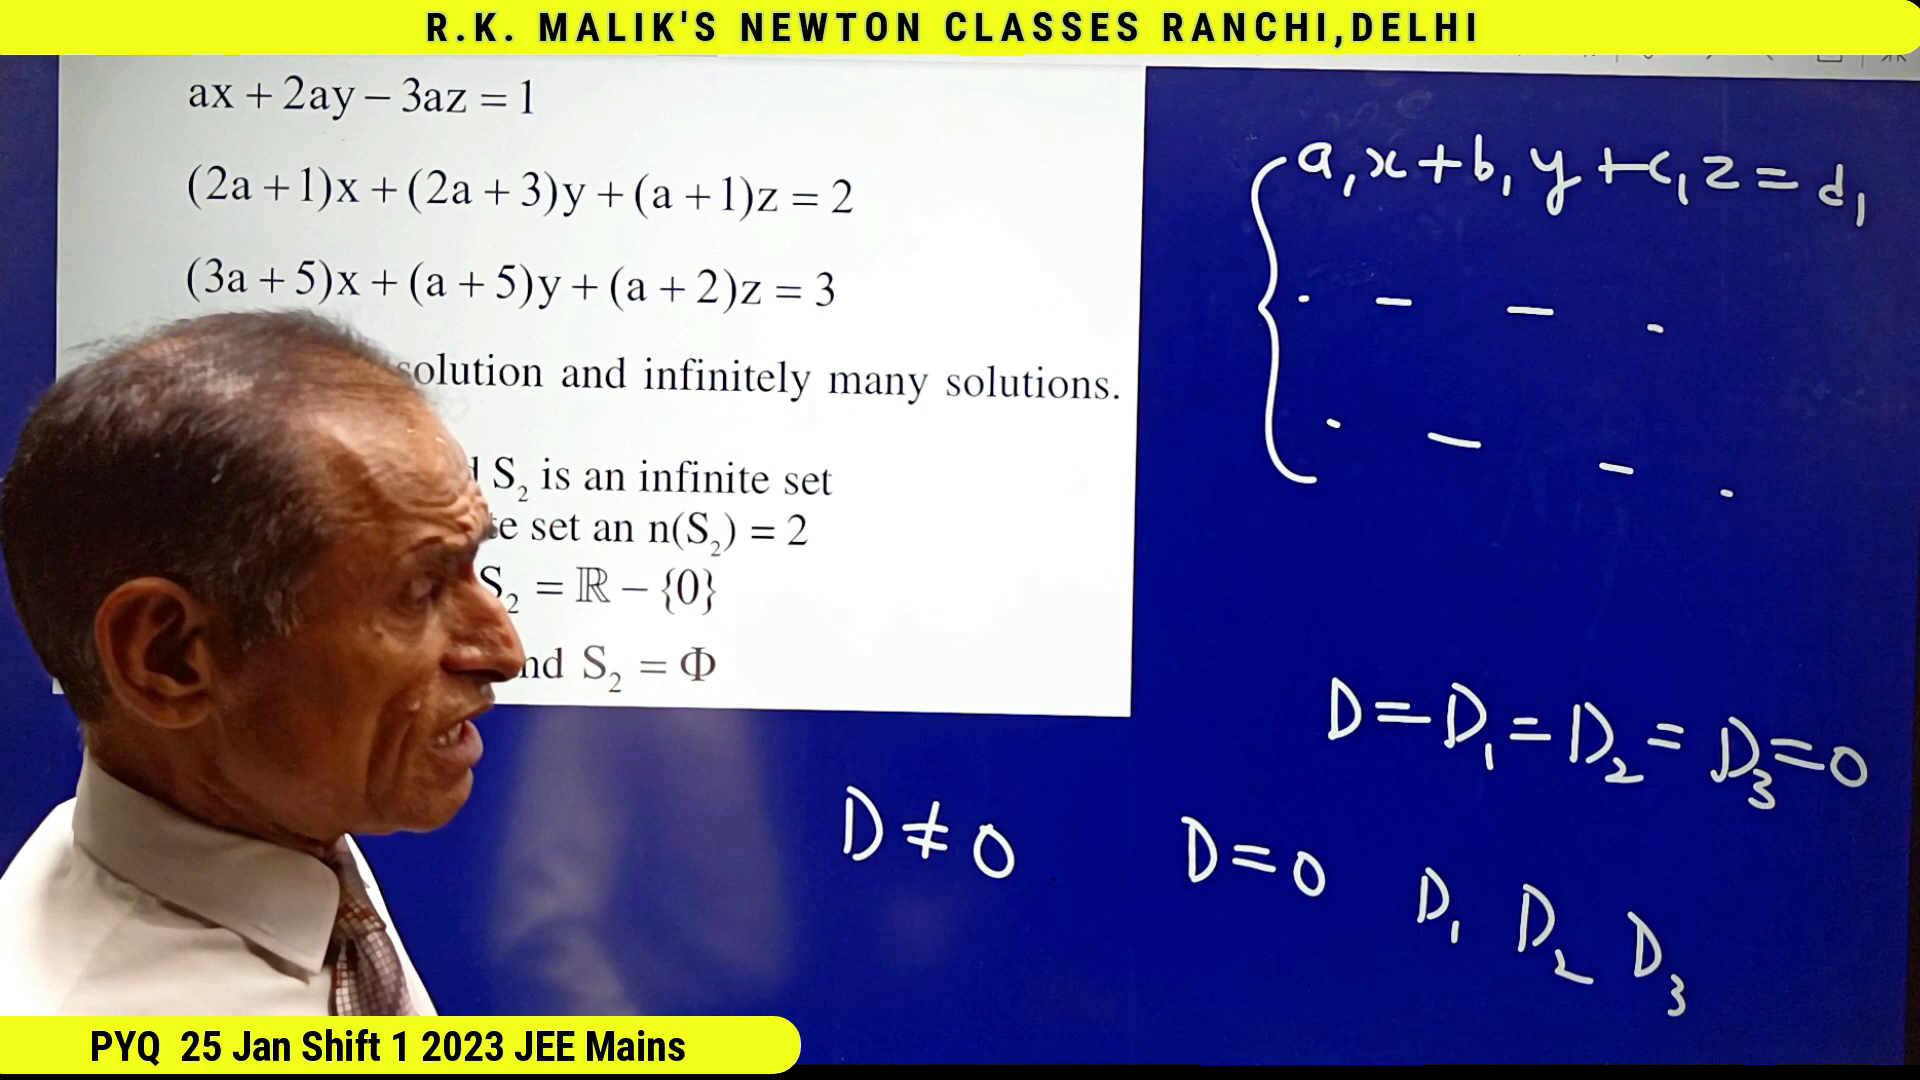 R.K. MALIK'S NEWTON CLASSES RANCHI,DELHI
ax + 2ay – 3az = 1
(2a + 1)x + (2a + 3)y + (a + 1)z = 2
(3a + 5)x + (a + 5)y + (a + 2)z = 3
solution and infinitely many solutions.
S₂ is an infinite set
set an n(S₂) = 2
S₂ = ℝ – {0}
S₂ = Φ
a₁x + b₁y + c₁z = d₁
. – – .
. – – .
D = D₁ = D₂ = D₃ = 0
D ≠ 0
D = 0
D₁ D₂ D₃
PYQ 25 Jan Shift 1 2023 JEE Mains